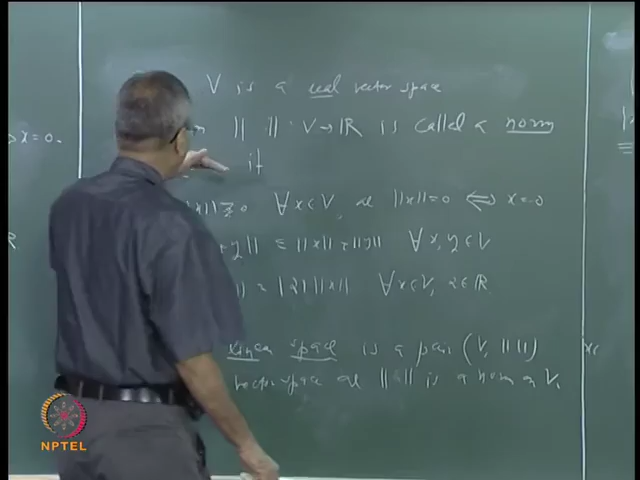 V is a real vector space
|| || : V → ℝ is called a norm
⇒ x = 0.
if
||x|| ≥ 0 ∀ x ∈ V, and ||x|| = 0 ⟺ x = 0
+ y|| ≤ ||x|| + ||y|| ∀ x, y ∈ V
|| = |α| ||x|| ∀ x ∈ V, α ∈ ℝ
linear space is a pair (V, || ||)
vector space and || || is a norm on V.
NPTEL